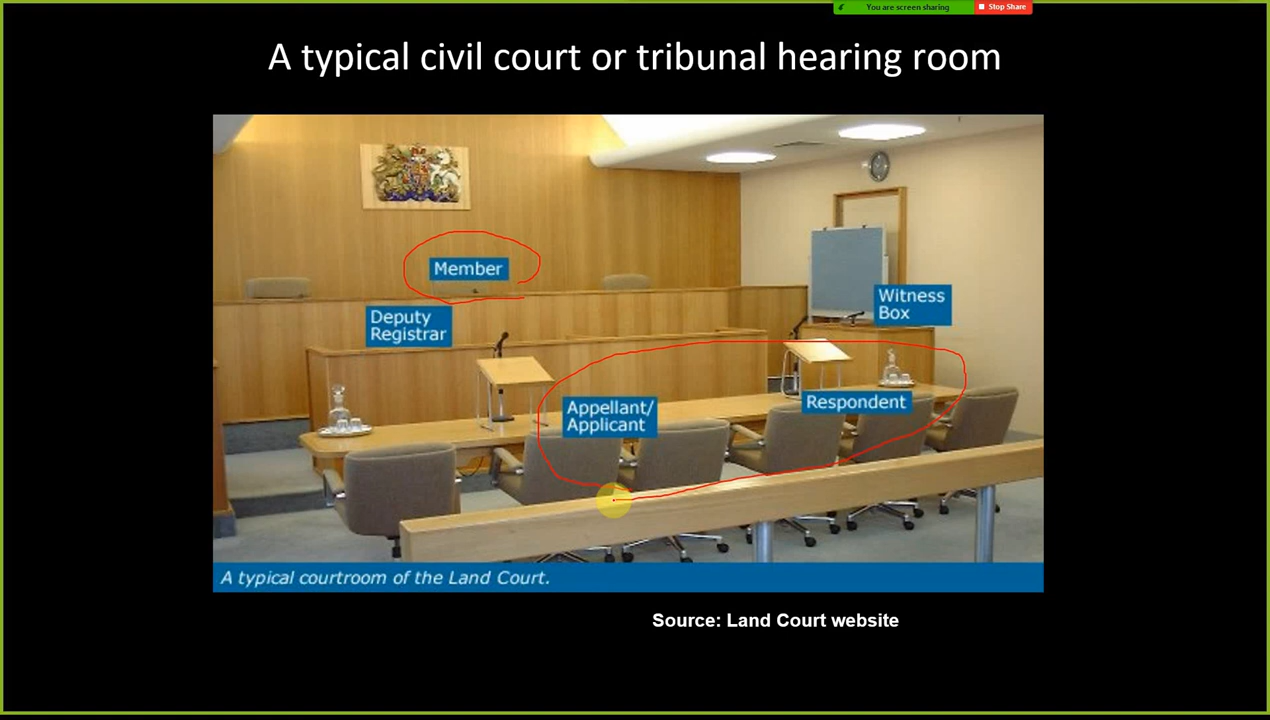 You are screen sharing
Stop Share
A typical civil court or tribunal hearing room
Member
Deputy
Registrar
Witness
Box
Appellant/
Applicant
Respondent
A typical courtroom of the Land Court.
Source: Land Court website